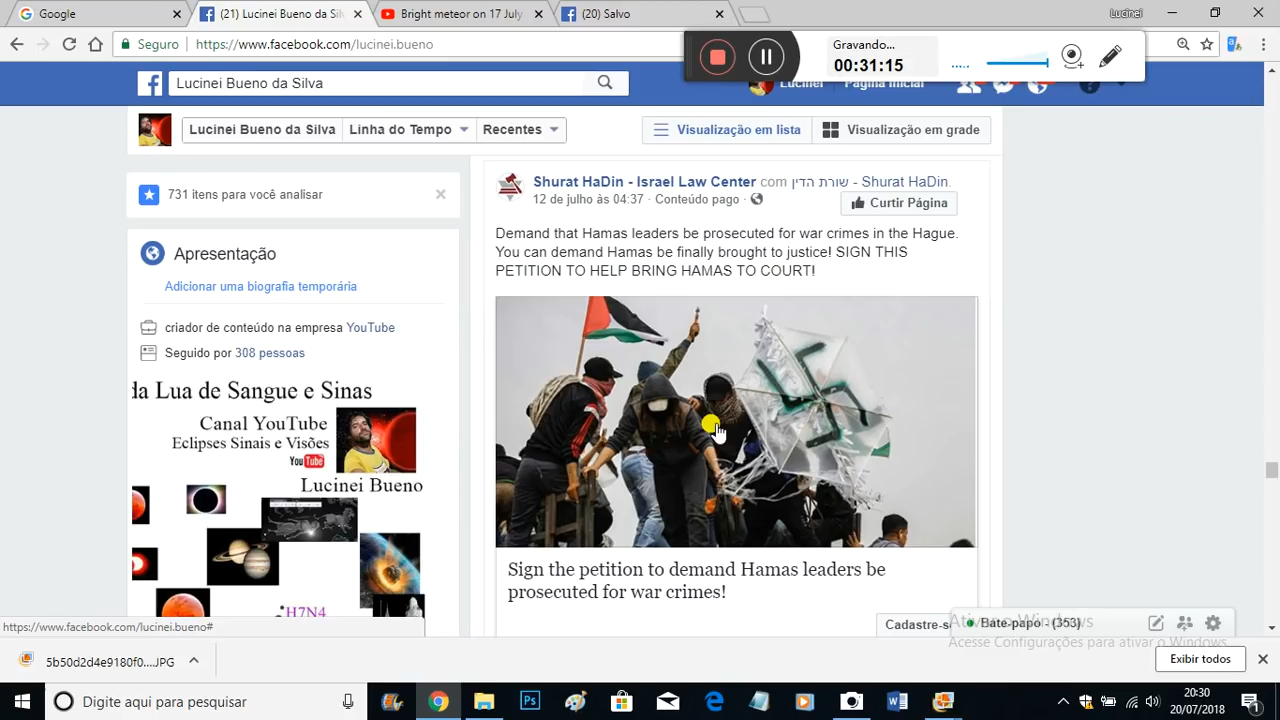 Google
(21) Lucinei Bueno da Sil
Bright meteor on 17 July
(20) Salvo
Lucinei
Seguro
https://www.facebook.com/lucinei.bueno
Gravando...
00:31:15
Lucinei Bueno da Silva
Lucinei
Página inicial
Lucinei Bueno da Silva
Linha do Tempo
Recentes
Visualização em lista
Visualização em grade
731 itens para você analisar
Shurat HaDin - Israel Law Center com שורת הדין - Shurat HaDin.
12 de julho às 04:37 · Conteúdo pago ·
Curtir Página
Apresentação
Adicionar uma biografia temporária
criador de conteúdo na empresa YouTube
Seguido por 308 pessoas
da Lua de Sangue e Sinas
Canal YouTube
Eclipses Sinais e Visões
You Tube
Lucinei Bueno
H7N4
Demand that Hamas leaders be prosecuted for war crimes in the Hague.
You can demand Hamas be finally brought to justice! SIGN THIS
PETITION TO HELP BRING HAMAS TO COURT!
Sign the petition to demand Hamas leaders be
prosecuted for war crimes!
Cadastre-s
Bate-papo · (353)
Ativar o Windows
Acesse Configurações para ativar o Windows.
https://www.facebook.com/lucinei.bueno#
5b50d2d4e9180f0....JPG
Exibir todos
Digite aqui para pesquisar
20:30
20/07/2018